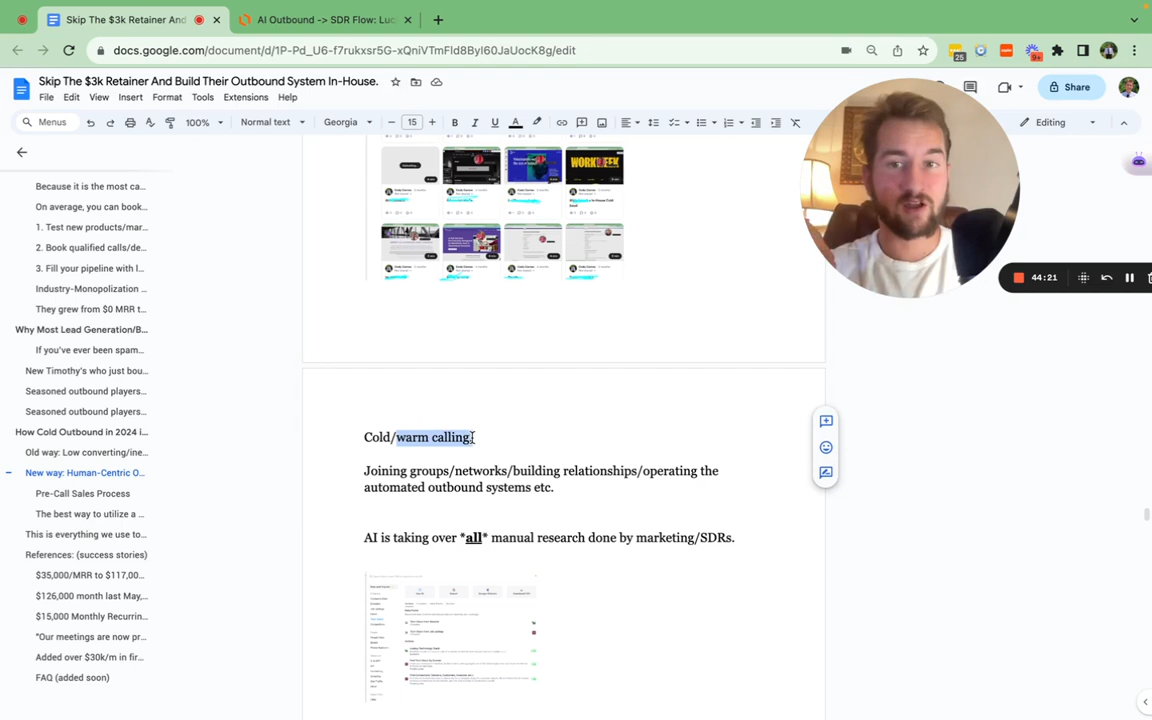 Skip The $3k Retainer And
AI Outbound -> SDR Flow: Luc
docs.google.com/document/d/1P-Pd_U6-f7rukxsr5G-xQniVTmFld8Byl60JaUocK8g/edit
25
9+
Skip The $3k Retainer And Build Their Outbound System In-House.
File Edit View Insert Format Tools Extensions Help
Share
Menus 100% Normal text Georgia 15 B I U A Editing
44:21
Because it is the most ca...
On average, you can book...
1. Test new products/mar...
2. Book qualified calls/de...
3. Fill your pipeline with l...
Industry-Monopolization ...
They grew from $0 MRR t...
Why Most Lead Generation/B...
If you've ever been spam...
New Timothy's who just bou...
Seasoned outbound players...
Seasoned outbound players...
How Cold Outbound in 2024 i...
Old way: Low converting/ine...
New way: Human-Centric O...
Pre-Call Sales Process
The best way to utilize a ...
This is everything we use to...
References: (success stories)
$35,000/MRR to $117,00...
$126,000 month last May,...
$15,000 Monthly Recurrin...
"Our meetings are now pr...
Added over $30k/m in fir...
FAQ (added soon)
WORKWEEK
Cold/warm calling.
Joining groups/networks/building relationships/operating the
automated outbound systems etc.
AI is taking over *all* manual research done by marketing/SDRs.